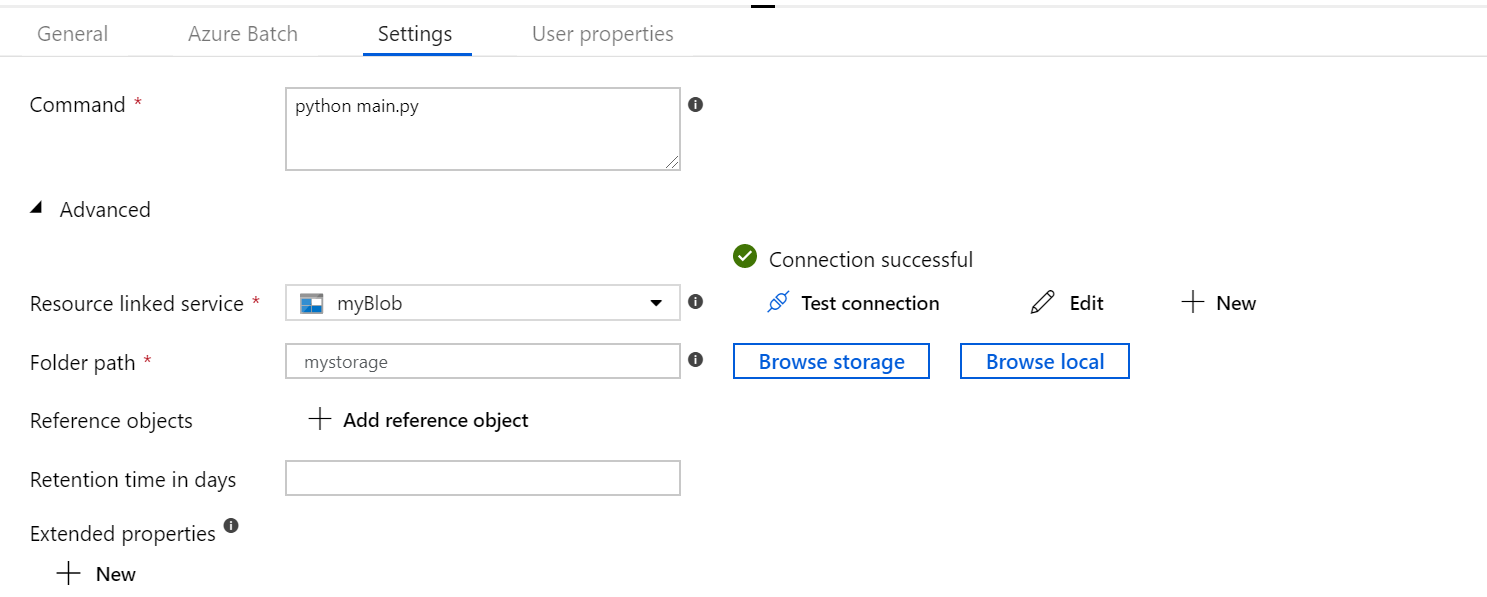 General Azure Batch Settings User properties
Command *
python main.py
Advanced
Connection successful
Resource linked service * myBlob Test connection Edit New
Folder path * mystorage Browse storage Browse local
Reference objects Add reference object
Retention time in days
Extended properties
New